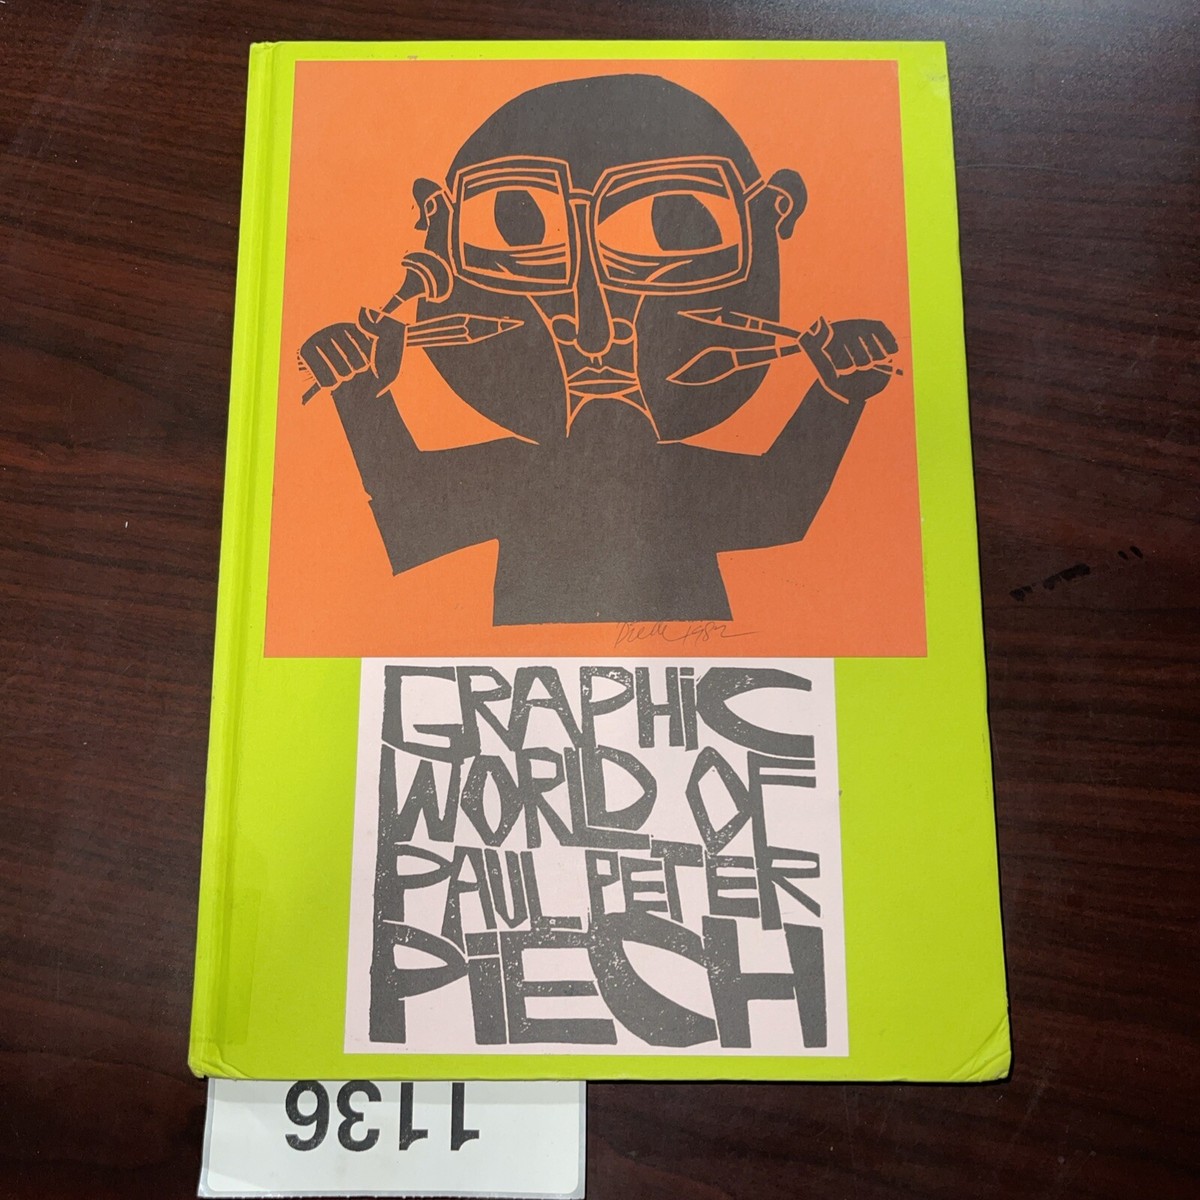 GRAPHiC
WORLD OF
PAUL PETER
PiECH
1136